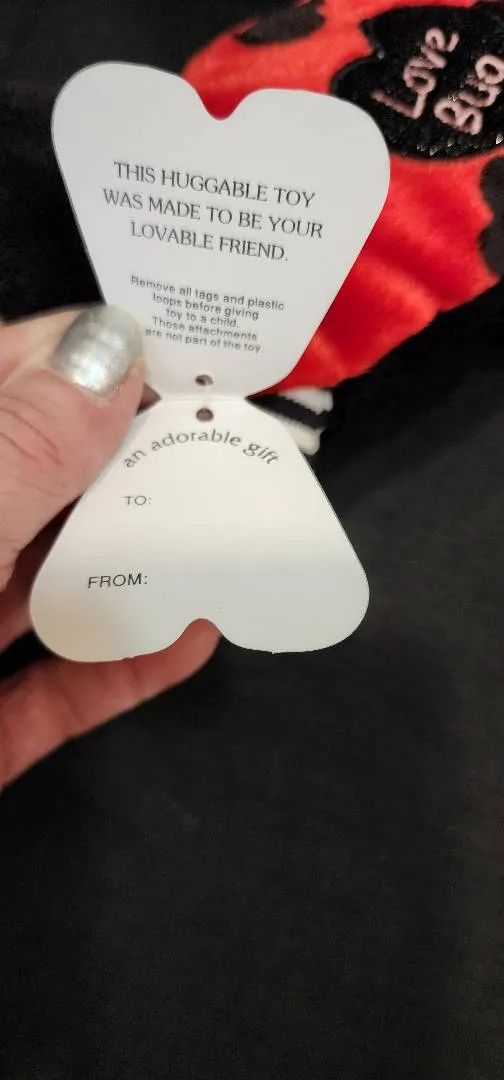 Love
Bug
THIS HUGGABLE TOY
WAS MADE TO BE YOUR
LOVABLE FRIEND.
Remove all tags and plastic
loops before giving
toy to a child.
Those attachments
are not part of the toy
an adorable gift
TO:
FROM: